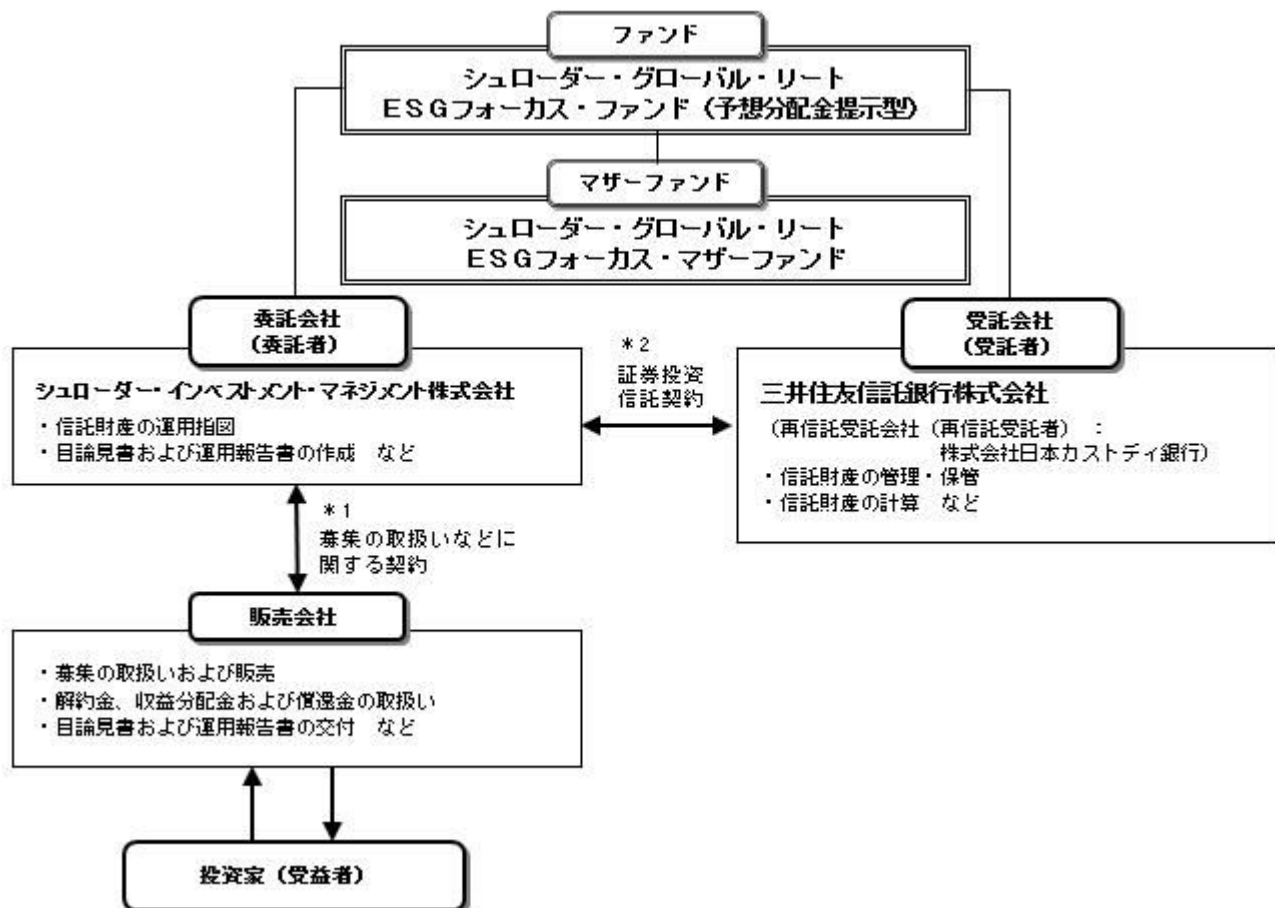 ファンド
シュローダー・グローバル・リート
ESGフォーカス・ファンド（予想分配金提示型）
マザーファンド
シュローダー・グローバル・リート
ESGフォーカス・マザーファンド
委託会社
（委託者）
シュローダー・インベストメント・マネジメント株式会社
・信託財産の運用指図
・目論見書および運用報告書の作成　など
＊2
証券投資
信託契約
受託会社
（受託者）
三井住友信託銀行株式会社
（再信託受託会社（再信託受託者）：
株式会社日本カストディ銀行）
・信託財産の管理・保管
・信託財産の計算　など
＊1
募集の取扱いなどに
関する契約
販売会社
・募集の取扱いおよび販売
・解約金、収益分配金および償還金の取扱い
・目論見書および運用報告書の交付　など
投資家（受益者）